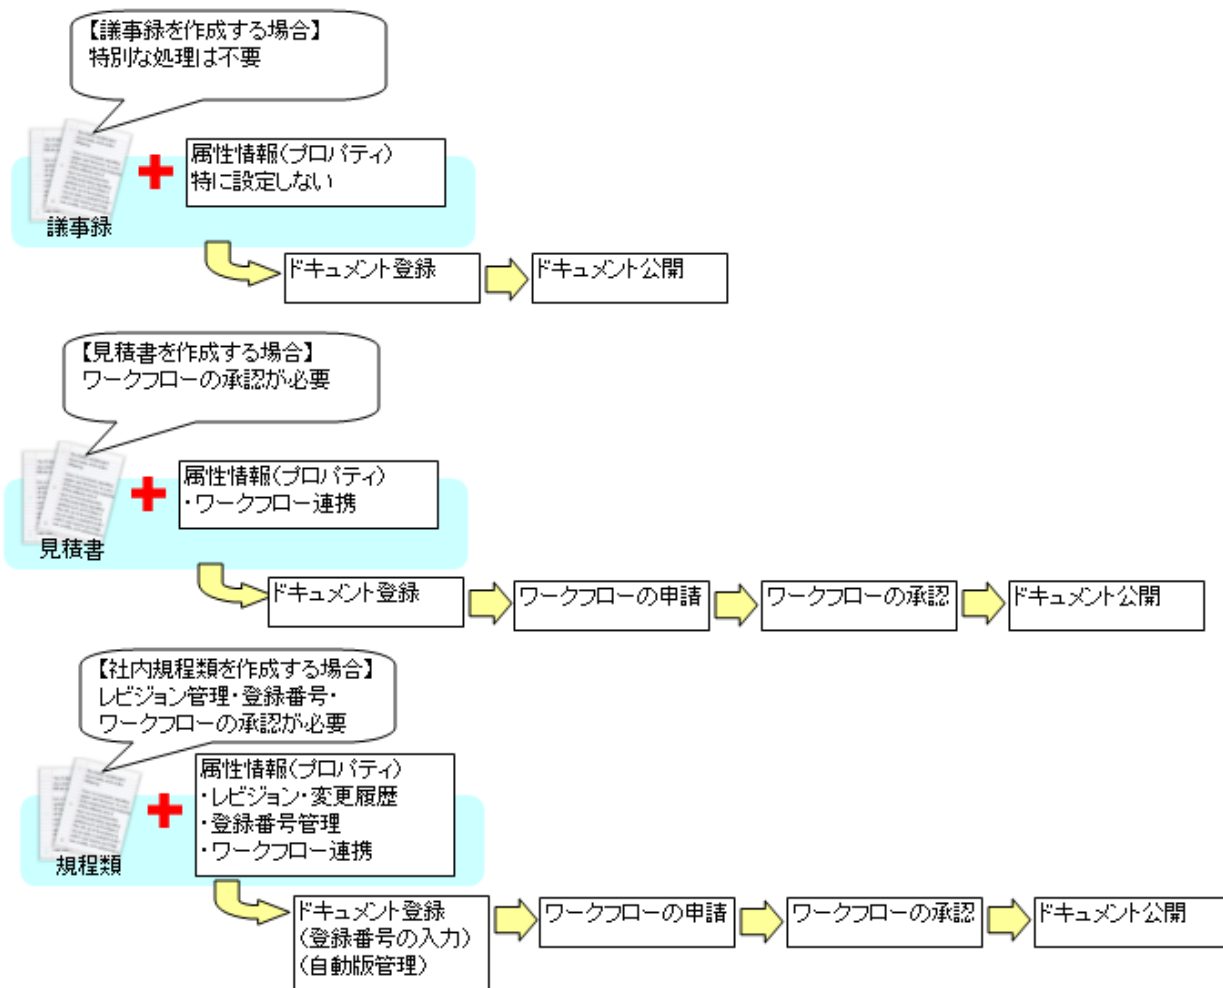 【議事録を作成する場合】
特別な処理は不要
属性情報(プロパティ)
特に設定しない
議事録
ドキュメント登録
ドキュメント公開
【見積書を作成する場合】
ワークフローの承認が必要
属性情報(プロパティ)
・ワークフロー連携
見積書
ドキュメント登録
ワークフローの申請
ワークフローの承認
ドキュメント公開
【社内規程類を作成する場合】
レビジョン管理・登録番号・
ワークフローの承認が必要
属性情報(プロパティ)
・レビジョン・変更履歴
・登録番号管理
・ワークフロー連携
規程類
ドキュメント登録
(登録番号の入力)
(自動版管理)
ワークフローの申請
ワークフローの承認
ドキュメント公開